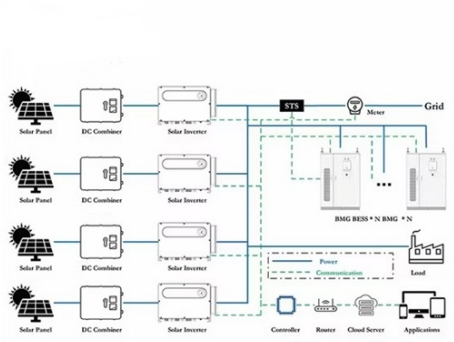 STS
Meter
Grid
Solar Panel DC Combiner Solar Inverter
Solar Panel DC Combiner Solar Inverter
BMG BESS * N BMG * N
Solar Panel DC Combiner Solar Inverter
Power
Communication
Load
Solar Panel DC Combiner Solar Inverter
Controller Router Cloud Server Applications